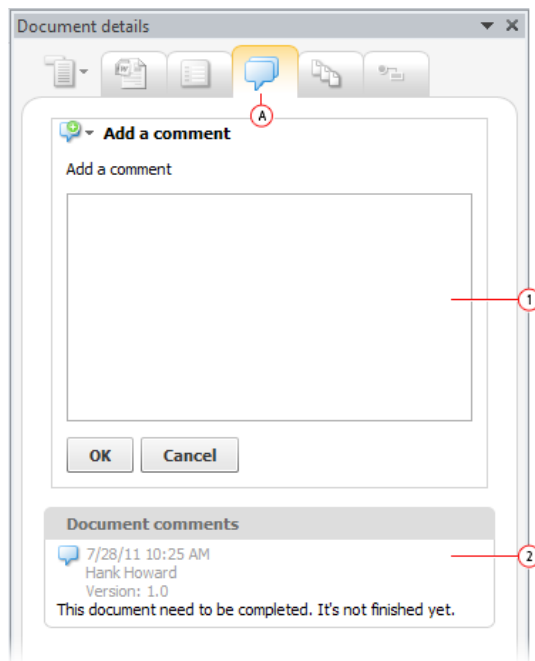 Document details
A
Add a comment
Add a comment
1
OK Cancel
Document comments
7/28/11 10:25 AM
2
Hank Howard
Version: 1.0
This document need to be completed. It's not finished yet.